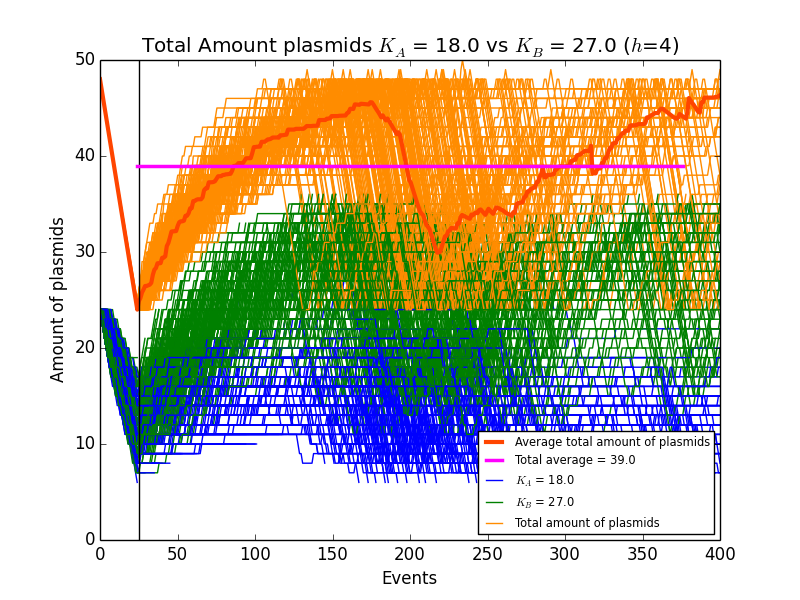 Total Amount plasmids K_A = 18.0 vs K_B = 27.0 (h=4)
50
40
30
20
10
0
Amount of plasmids
0 50 100 150 200 250 300 350 400
Events
Average total amount of plasmids
Total average = 39.0
K_A = 18.0
K_B = 27.0
Total amount of plasmids